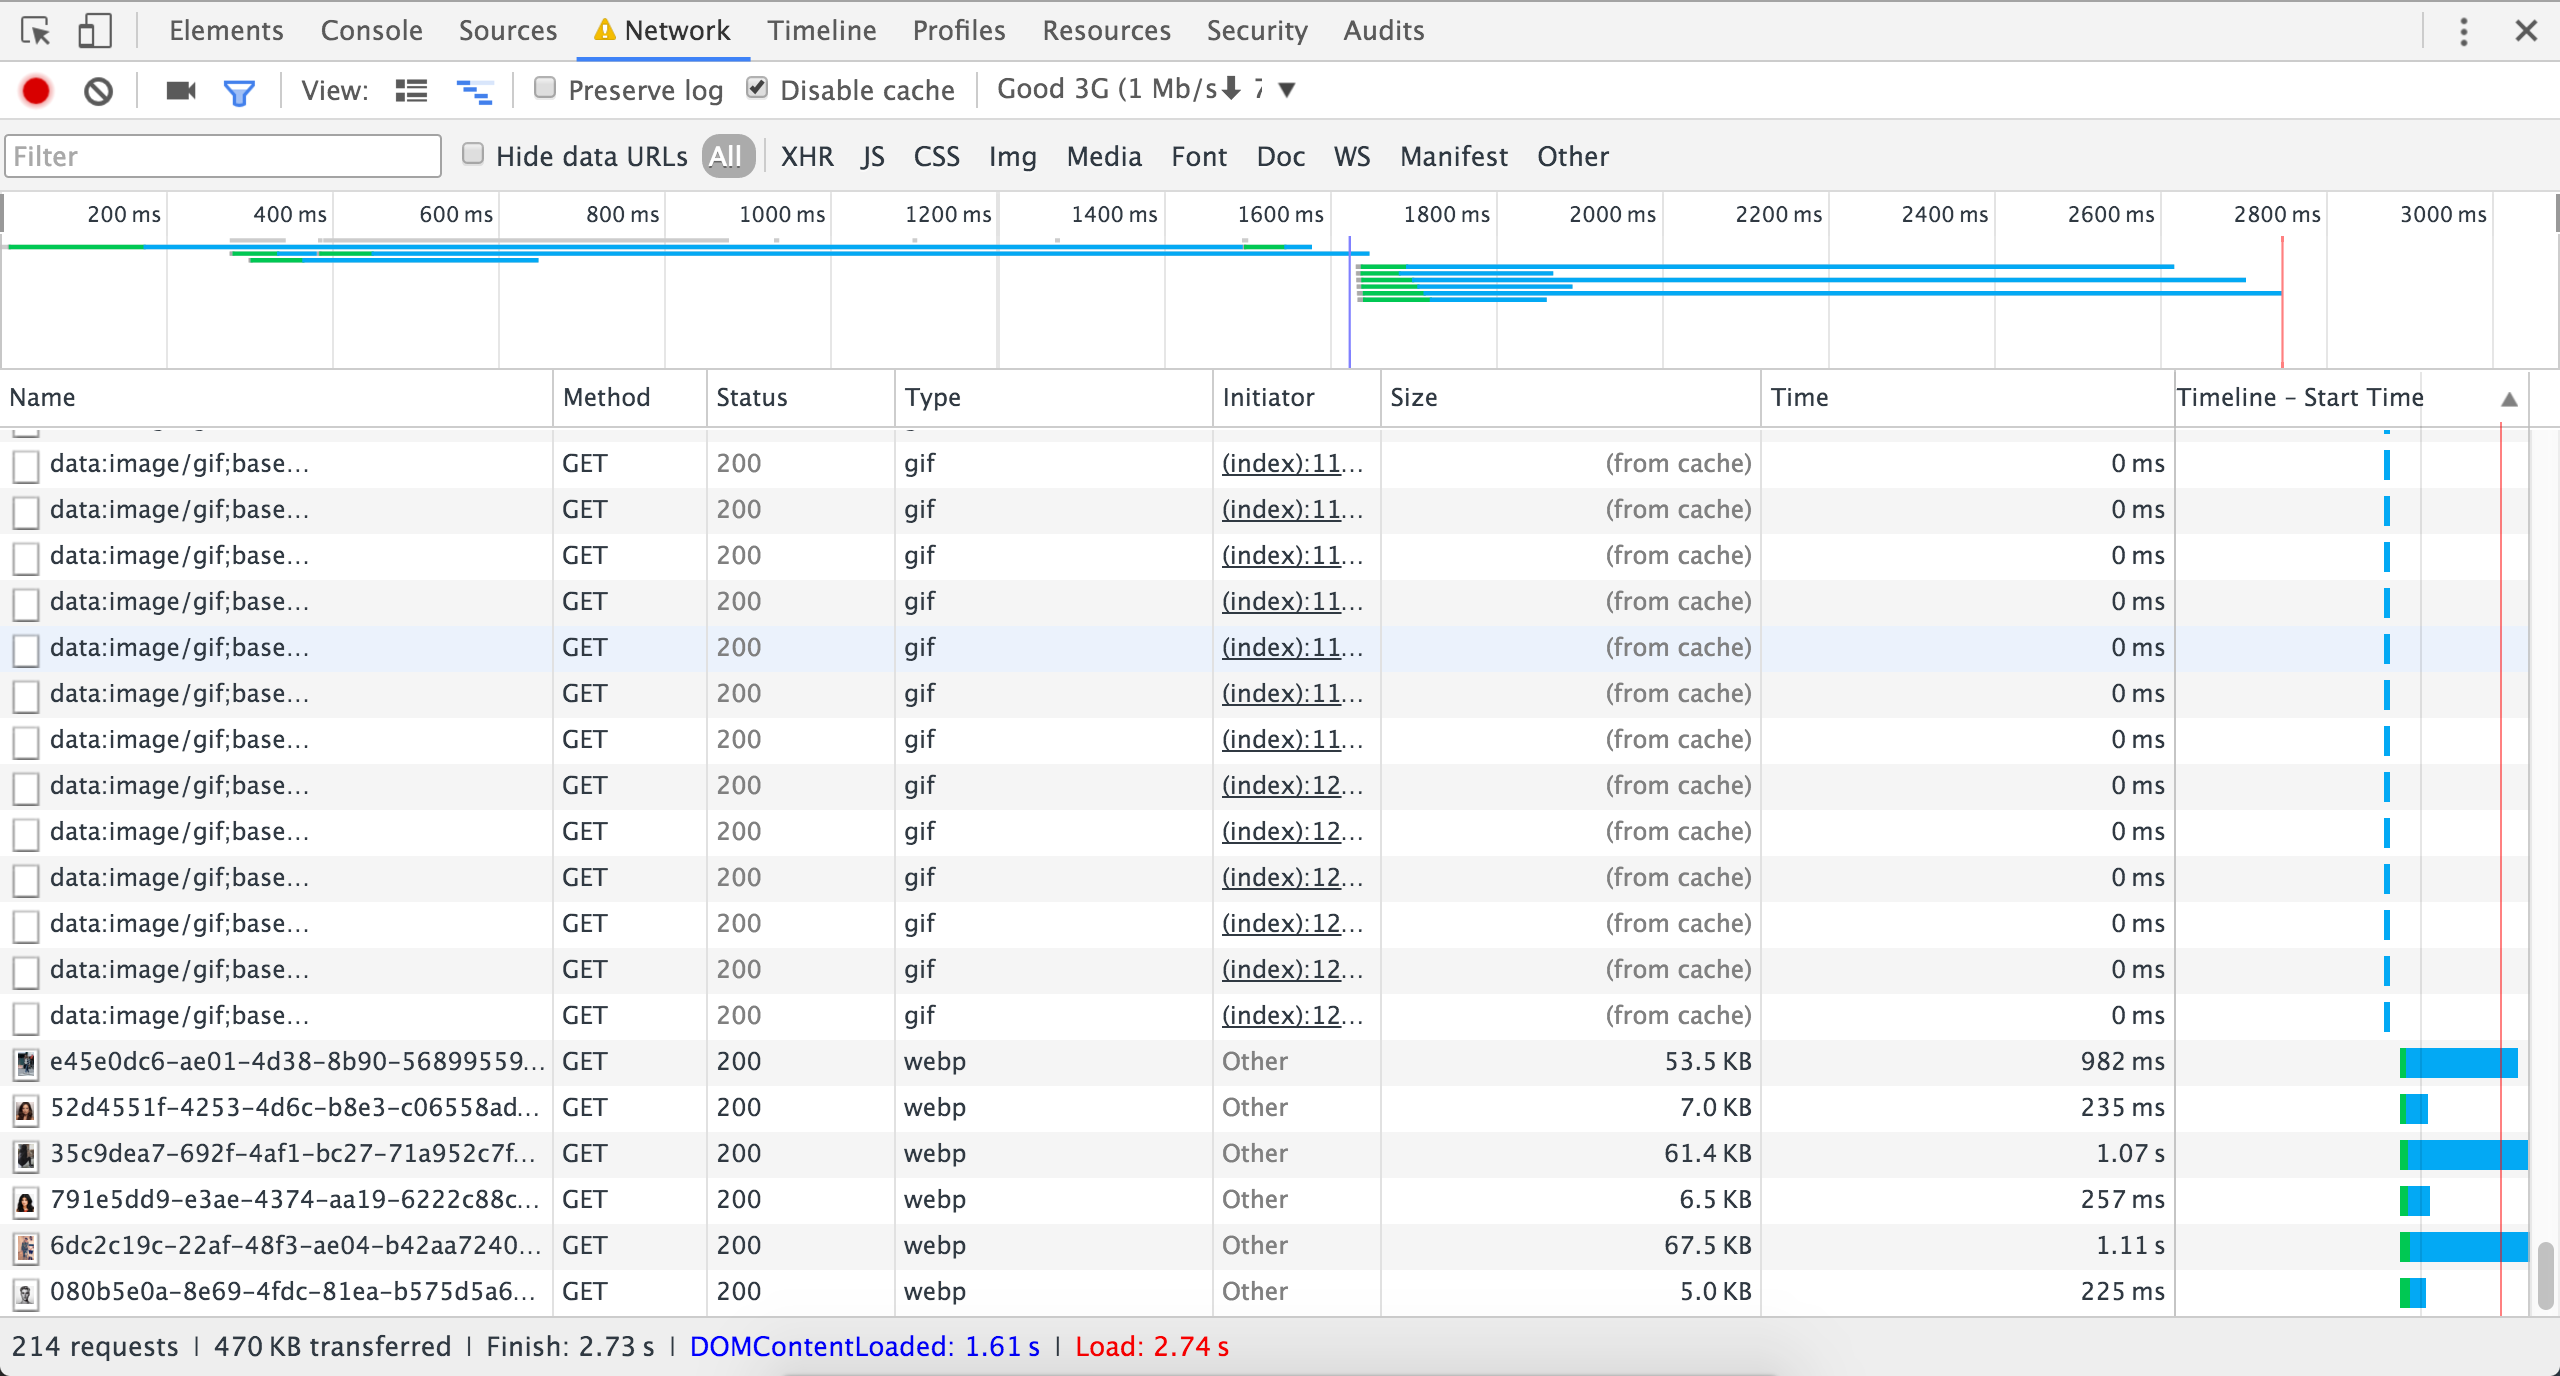 Elements Console Sources Network Timeline Profiles Resources Security Audits
View: Preserve log Disable cache Good 3G (1 Mb/s
Filter Hide data URLs All XHR JS CSS Img Media Font Doc WS Manifest Other
200 ms 400 ms 600 ms 800 ms 1000 ms 1200 ms 1400 ms 1600 ms 1800 ms 2000 ms 2200 ms 2400 ms 2600 ms 2800 ms 3000 ms
Name Method Status Type Initiator Size Time Timeline – Start Time
data:image/gif;base… GET 200 gif (index):11… (from cache) 0 ms
data:image/gif;base… GET 200 gif (index):11… (from cache) 0 ms
data:image/gif;base… GET 200 gif (index):11… (from cache) 0 ms
data:image/gif;base… GET 200 gif (index):11… (from cache) 0 ms
data:image/gif;base… GET 200 gif (index):11… (from cache) 0 ms
data:image/gif;base… GET 200 gif (index):11… (from cache) 0 ms
data:image/gif;base… GET 200 gif (index):11… (from cache) 0 ms
data:image/gif;base… GET 200 gif (index):12… (from cache) 0 ms
data:image/gif;base… GET 200 gif (index):12… (from cache) 0 ms
data:image/gif;base… GET 200 gif (index):12… (from cache) 0 ms
data:image/gif;base… GET 200 gif (index):12… (from cache) 0 ms
data:image/gif;base… GET 200 gif (index):12… (from cache) 0 ms
data:image/gif;base… GET 200 gif (index):12… (from cache) 0 ms
e45e0dc6-ae01-4d38-8b90-56899559… GET 200 webp Other 53.5 KB 982 ms
52d4551f-4253-4d6c-b8e3-c06558ad… GET 200 webp Other 7.0 KB 235 ms
35c9dea7-692f-4af1-bc27-71a952c7f… GET 200 webp Other 61.4 KB 1.07 s
791e5dd9-e3ae-4374-aa19-6222c88c… GET 200 webp Other 6.5 KB 257 ms
6dc2c19c-22af-48f3-ae04-b42aa7240… GET 200 webp Other 67.5 KB 1.11 s
080b5e0a-8e69-4fdc-81ea-b575d5a6… GET 200 webp Other 5.0 KB 225 ms
214 requests | 470 KB transferred | Finish: 2.73 s | DOMContentLoaded: 1.61 s | Load: 2.74 s